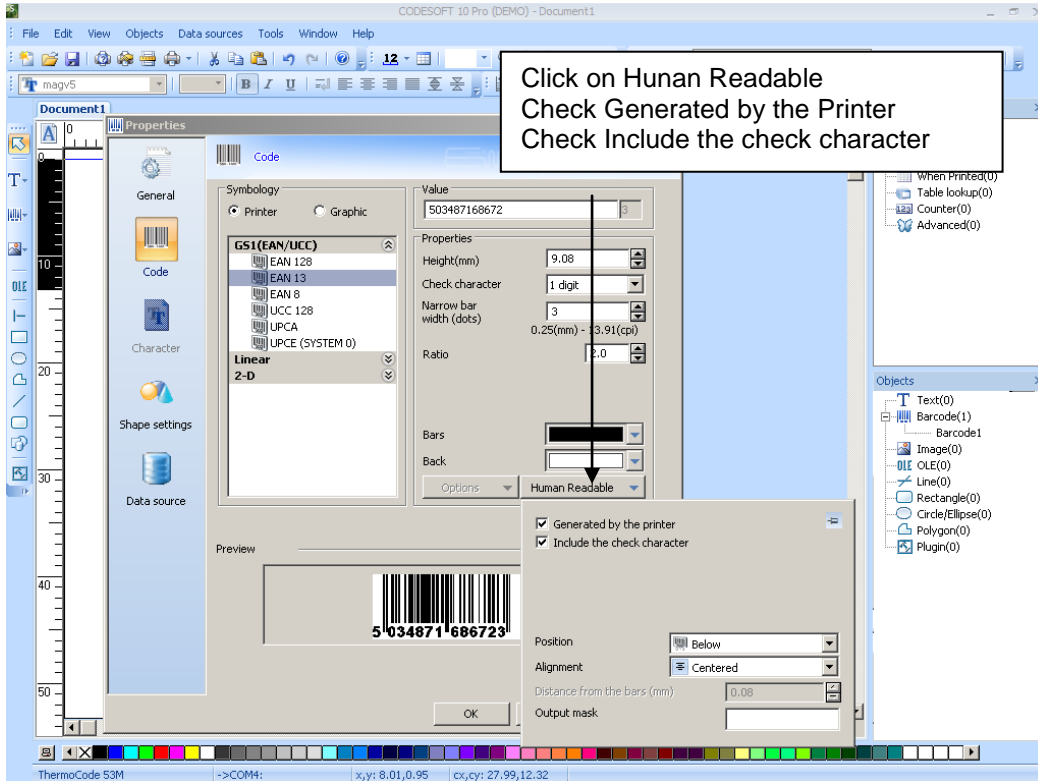 CODESOFT 10 Pro (DEMO) - Document1
File Edit View Objects Data sources Tools Window Help
12
magv5
B I U
Click on Hunan Readable
Check Generated by the Printer
Check Include the check character
Document1
Properties
A 0
Code
General
Code
Character
Shape settings
Data source
Symbology
Printer Graphic
GS1(EAN/UCC)
EAN 128
EAN 13
EAN 8
UCC 128
UPCA
UPCE (SYSTEM 0)
Linear
2-D
Value
503487168672 3
Properties
Height(mm) 9.08
Check character 1 digit
Narrow bar
width (dots) 3
0.25(mm) - 13.91(cpi)
Ratio 2.0
Bars
Back
Options Human Readable
Generated by the printer
Include the check character
Position Below
Alignment Centered
Distance from the bars (mm) 0.08
Output mask
Preview
5 034871 686723
OK
0
10
20
30
40
50
OLE
When Printed(0)
Table lookup(0)
123 Counter(0)
Advanced(0)
Objects
T Text(0)
Barcode(1)
Barcode1
Image(0)
OLE OLE(0)
Line(0)
Rectangle(0)
Circle/Ellipse(0)
Polygon(0)
Plugin(0)
ThermoCode 53M ->COM4: x,y: 8.01,0.95 cx,cy: 27.99,12.32